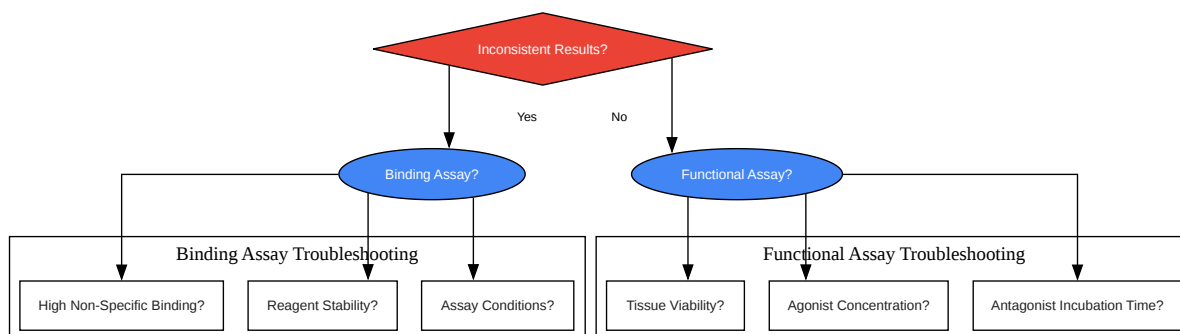 Inconsistent Results?
Yes
No
Binding Assay?
Functional Assay?
Binding Assay Troubleshooting
Functional Assay Troubleshooting
High Non-Specific Binding?
Reagent Stability?
Assay Conditions?
Tissue Viability?
Agonist Concentration?
Antagonist Incubation Time?